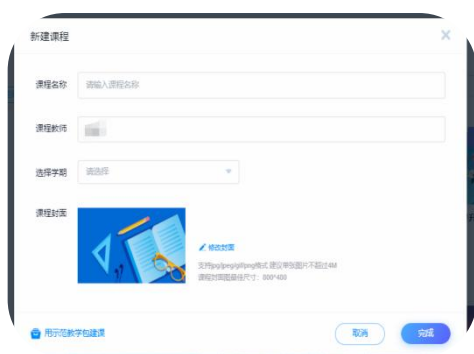 新建课程
课程名称 请输入课程名称
课程教师
选择学期 请选择
课程封面
修改封面
支持jpg/jpeg/gif/png格式 建议单张图片不超过4M
课程封面图最佳尺寸：600*400
用示范教学包建课
取消 完成